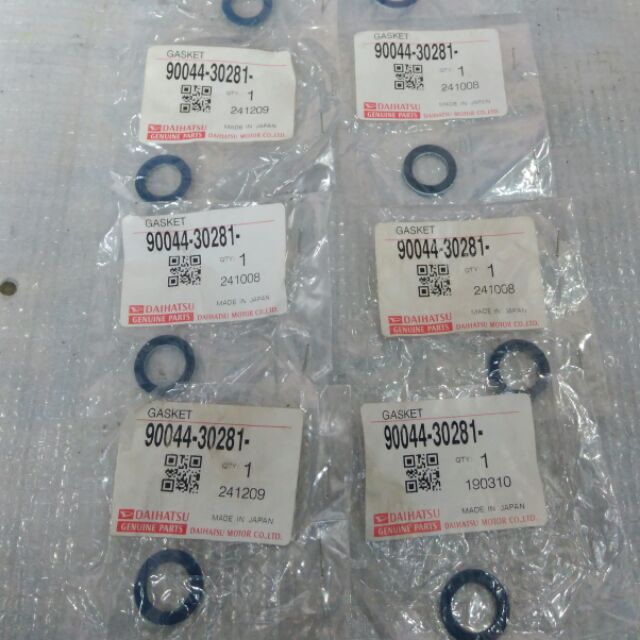 GASKET
90044-30281-
QTY.
1
241209
MADE IN JAPAN
DAIHATSU
GENUINE PARTS
DAIHATSU MOTOR CO.,LTD.
GASKET
90044-30281-
QTY.
1
241008
MADE IN JAPAN
DAIHATSU
GENUINE PARTS
DAIHATSU MOTOR CO.,LTD.
GASKET
90044-30281-
QTY.
1
241008
MADE IN JAPAN
DAIHATSU
GENUINE PARTS
DAIHATSU MOTOR CO.,LTD.
GASKET
90044-30281-
QTY.
1
241008
MADE IN JAPAN
DAIHATSU
GENUINE PARTS
DAIHATSU MOTOR CO.,LTD.
GASKET
90044-30281-
QTY.
1
241209
MADE IN JAPAN
DAIHATSU
GENUINE PARTS
DAIHATSU MOTOR CO.,LTD.
GASKET
90044-30281-
QTY.
1
190310
MADE IN JAPAN
DAIHATSU
GENUINE PARTS
DAIHATSU MOTOR CO.,LTD.